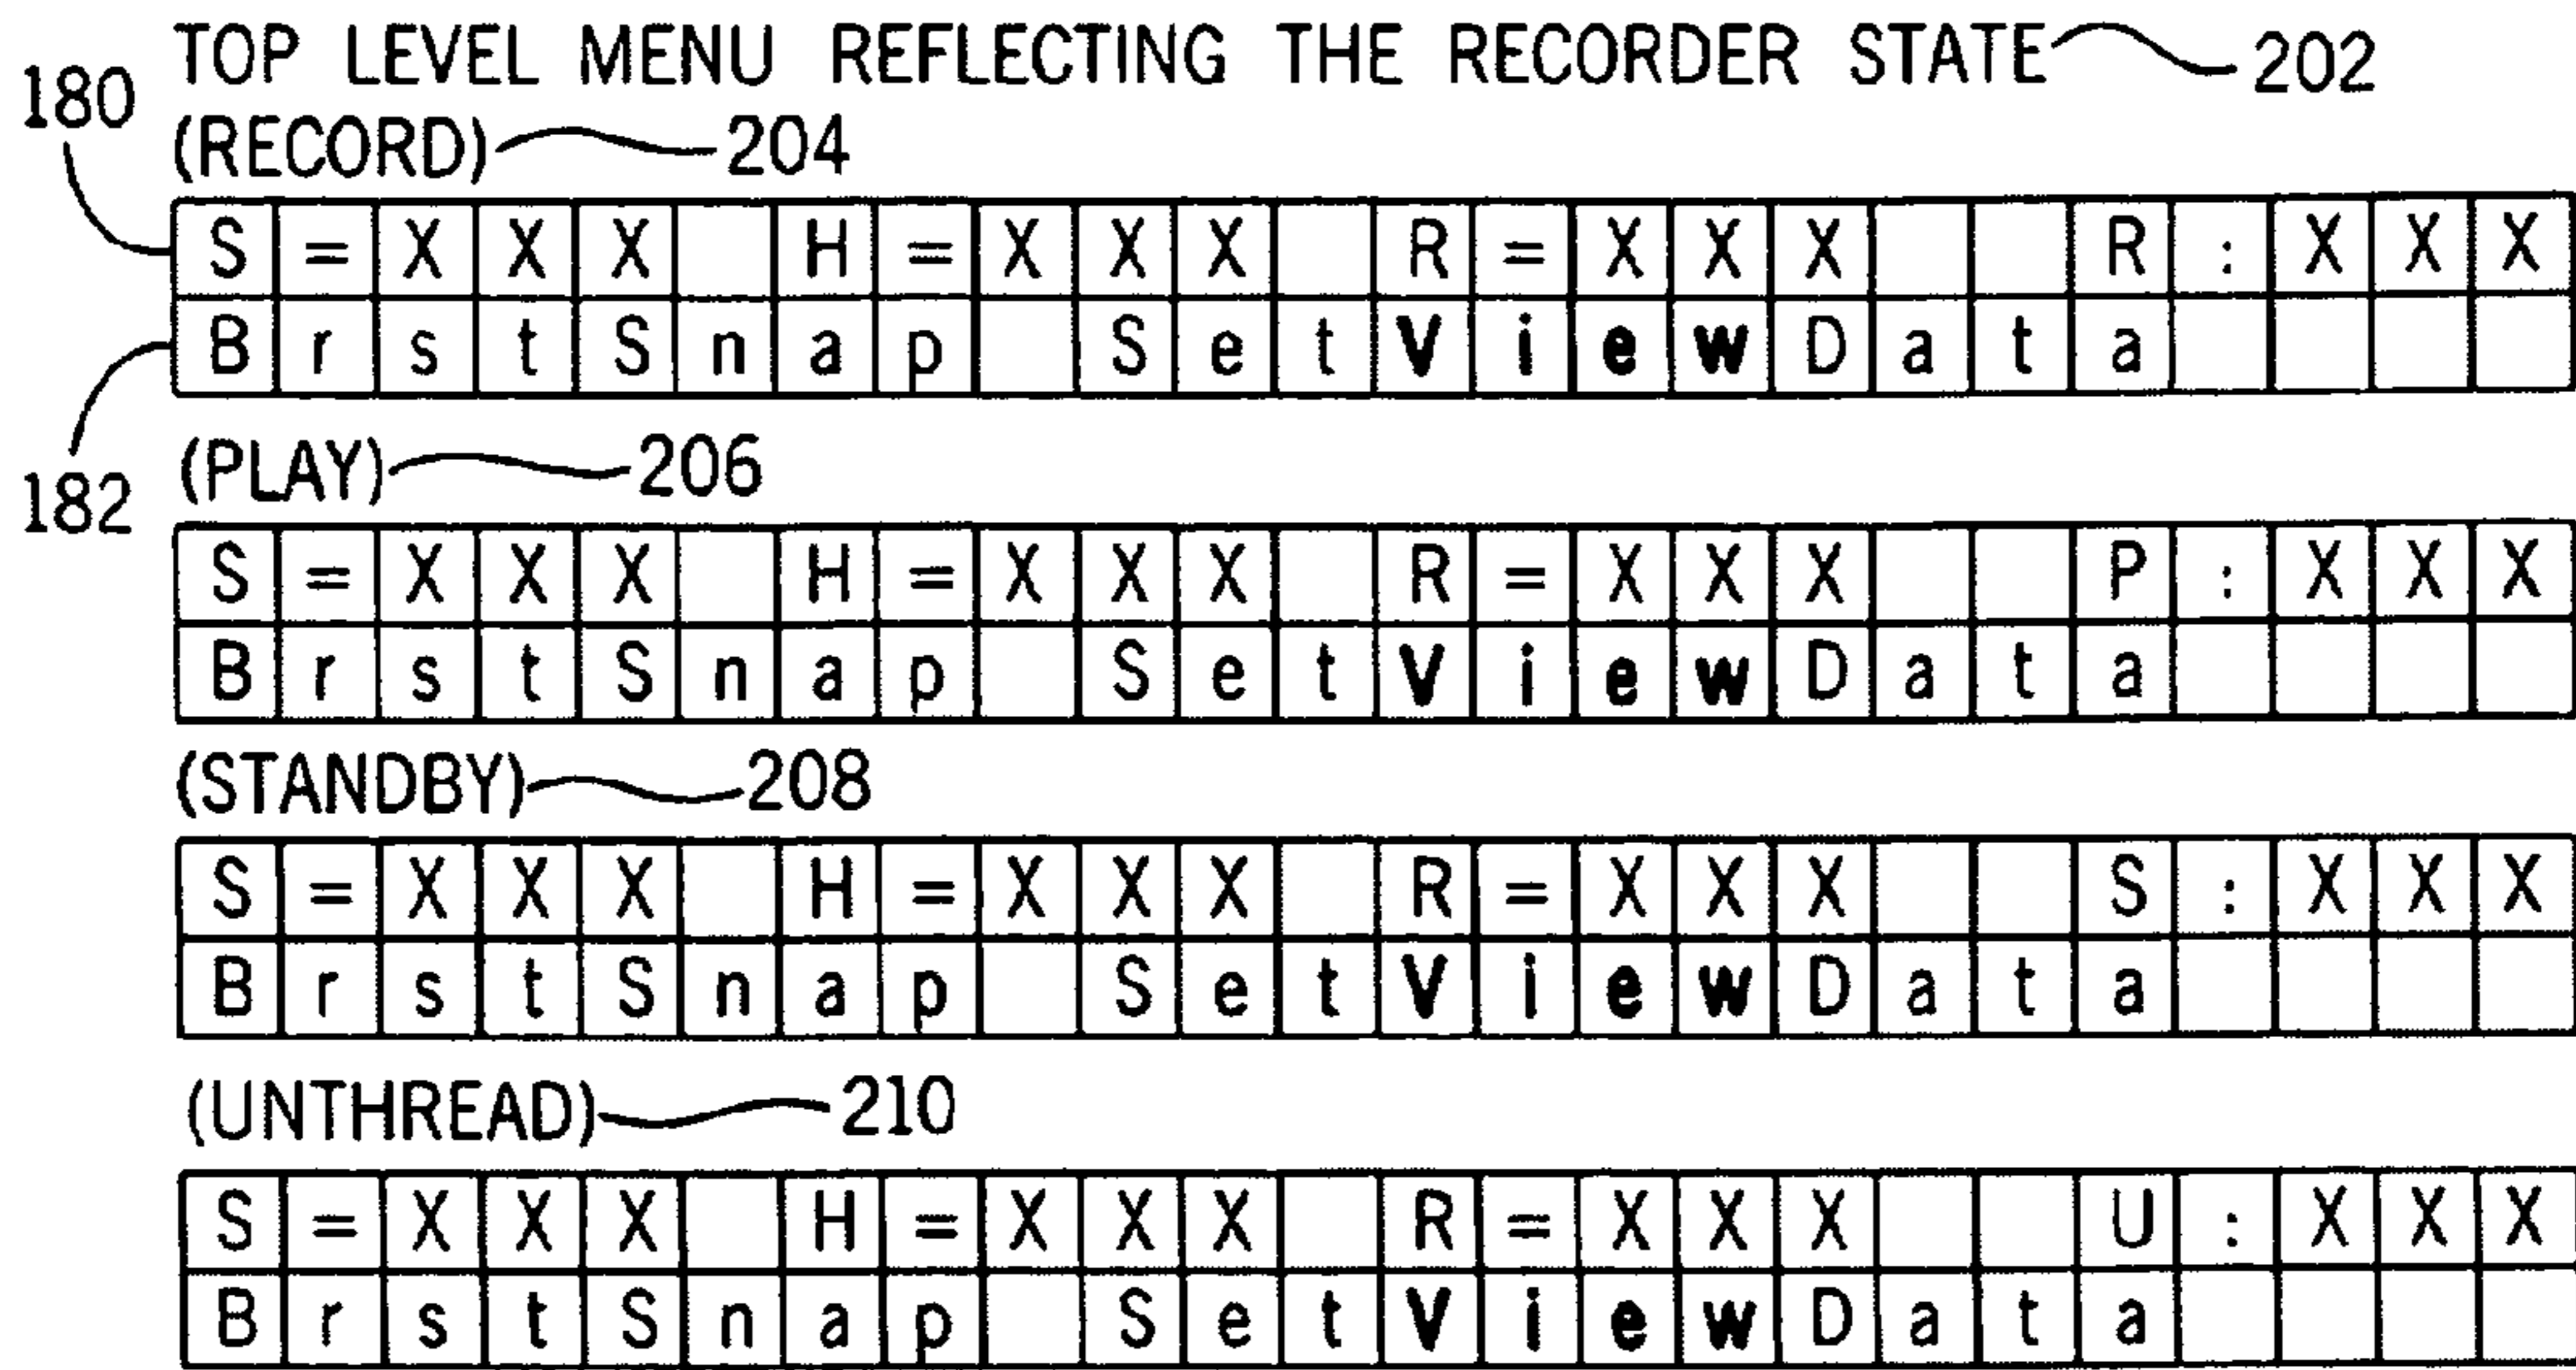 TOP LEVEL MENU REFLECTING THE RECORDER STATE 202
180
(RECORD) 204
S=XXX H=XXX R=XXX  R:XXX
BrstSnap SetViewData
182
(PLAY) 206
S=XXX H=XXX R=XXX  P:XXX
BrstSnap SetViewData
(STANDBY) 208
S=XXX H=XXX R=XXX  S:XXX
BrstSnap SetViewData
(UNTHREAD) 210
S=XXX H=XXX R=XXX  U:XXX
BrstSnap SetViewData